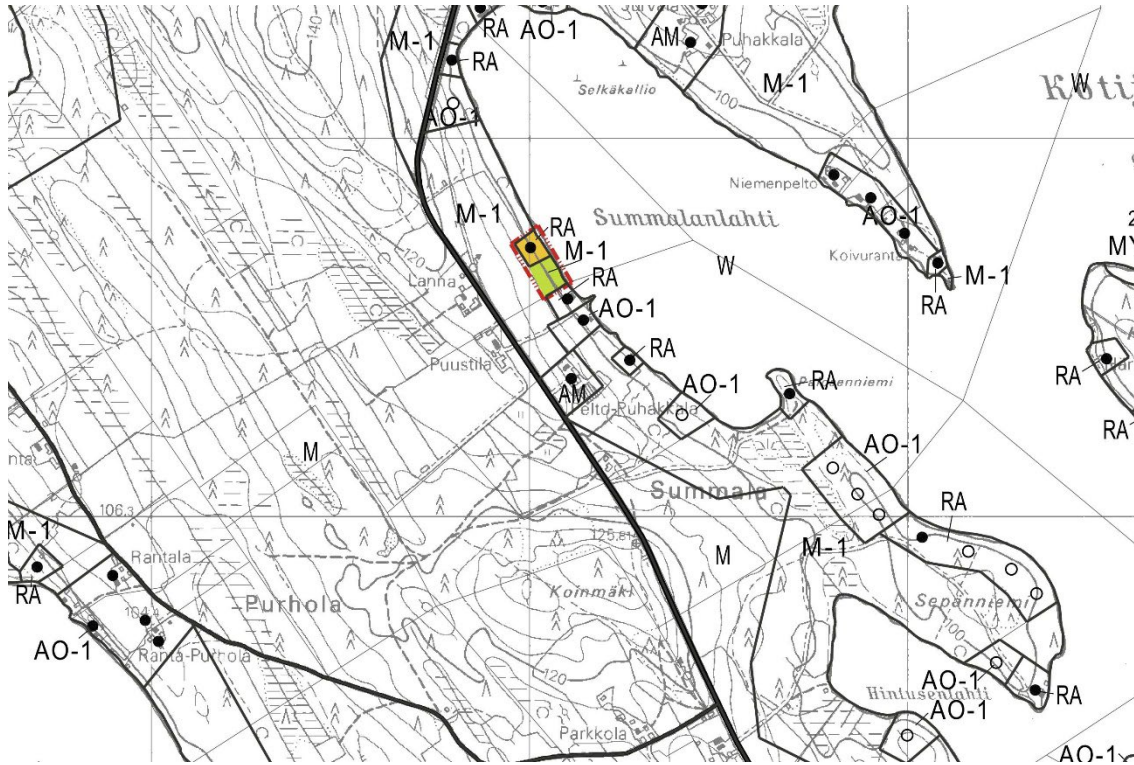 M-1
RA
AO-1
AM
Puhakkala
140
RA
M-1
Selkäkallio
100
W
AO-1
Niemenpelto
M-1
Summalanlahti
AO-1
RA
M-1
W
Koivuranta
M-1
RA
120
Lanna
RA
AO-1
Puustila
RA
RA
AM
AO-1
RA
RA
M
AO-1
Summala
106.3
RA
M-1
Rantala
M
M-1
RA
Koinmäki
Purhola
Sepänniemi
104.4
100
AO-1
Ranta-Purhola
120
AO-1
Hintusenlahti
RA
AO-1
Parkkola
AO-1